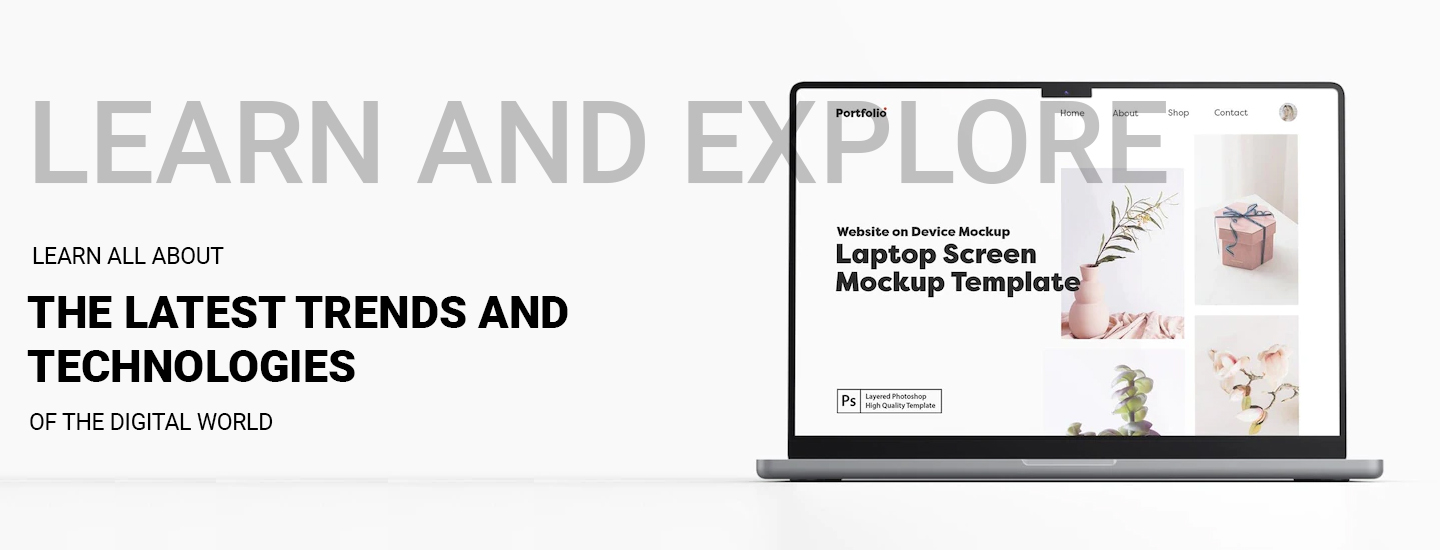 LEARN AND EXPLORE
LEARN ALL ABOUT
THE LATEST TRENDS AND
TECHNOLOGIES
OF THE DIGITAL WORLD
Portfolio
Home About Shop Contact
Website on Device Mockup
Laptop Screen
Mockup Template
Ps
Layered Photoshop
High Quality Template